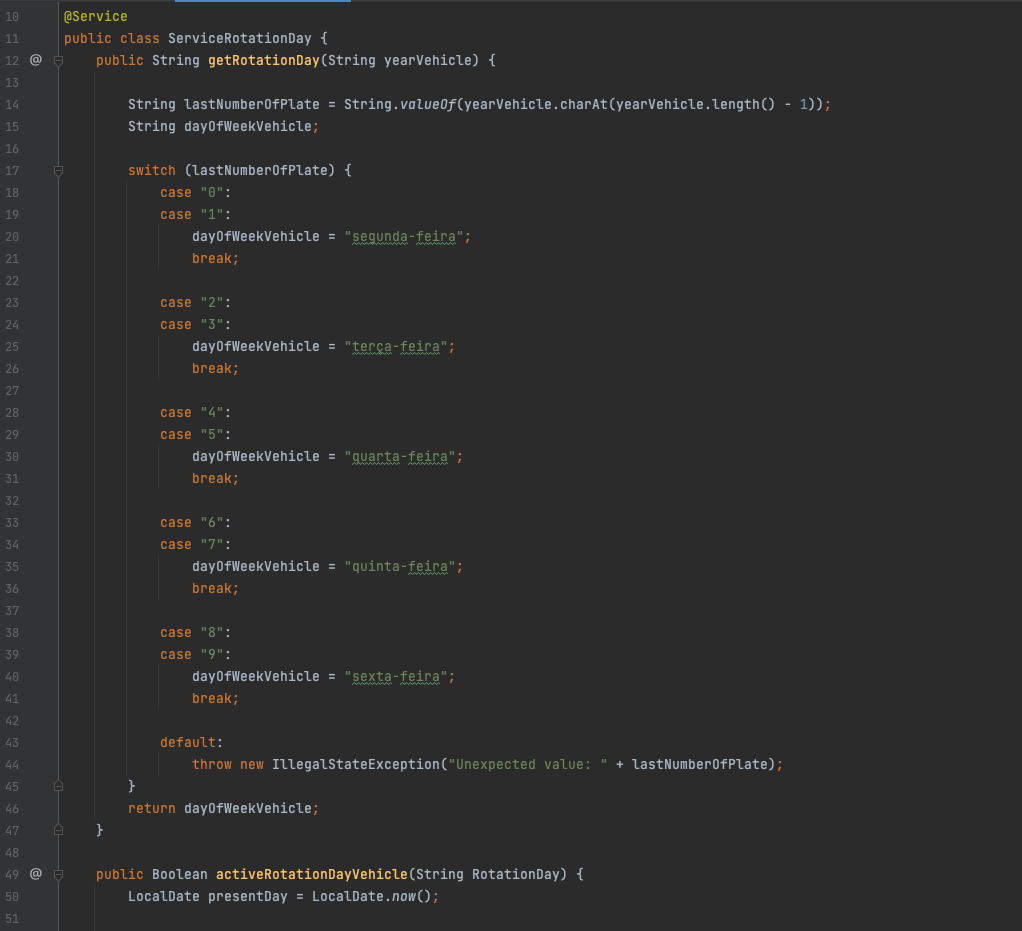 10 @Service
11 public class ServiceRotationDay {
12 @ public String getRotationDay(String yearVehicle) {
13
14 String lastNumberOfPlate = String.valueOf(yearVehicle.charAt(yearVehicle.length() - 1));
15 String dayOfWeekVehicle;
16
17 switch (lastNumberOfPlate) {
18 case "0":
19 case "1":
20 dayOfWeekVehicle = "segunda-feira";
21 break;
22
23 case "2":
24 case "3":
25 dayOfWeekVehicle = "terça-feira";
26 break;
27
28 case "4":
29 case "5":
30 dayOfWeekVehicle = "quarta-feira";
31 break;
32
33 case "6":
34 case "7":
35 dayOfWeekVehicle = "quinta-feira";
36 break;
37
38 case "8":
39 case "9":
40 dayOfWeekVehicle = "sexta-feira";
41 break;
42
43 default:
44 throw new IllegalStateException("Unexpected value: " + lastNumberOfPlate);
45 }
46 return dayOfWeekVehicle;
47 }
48
49 @ public Boolean activeRotationDayVehicle(String RotationDay) {
50 LocalDate presentDay = LocalDate.now();
51